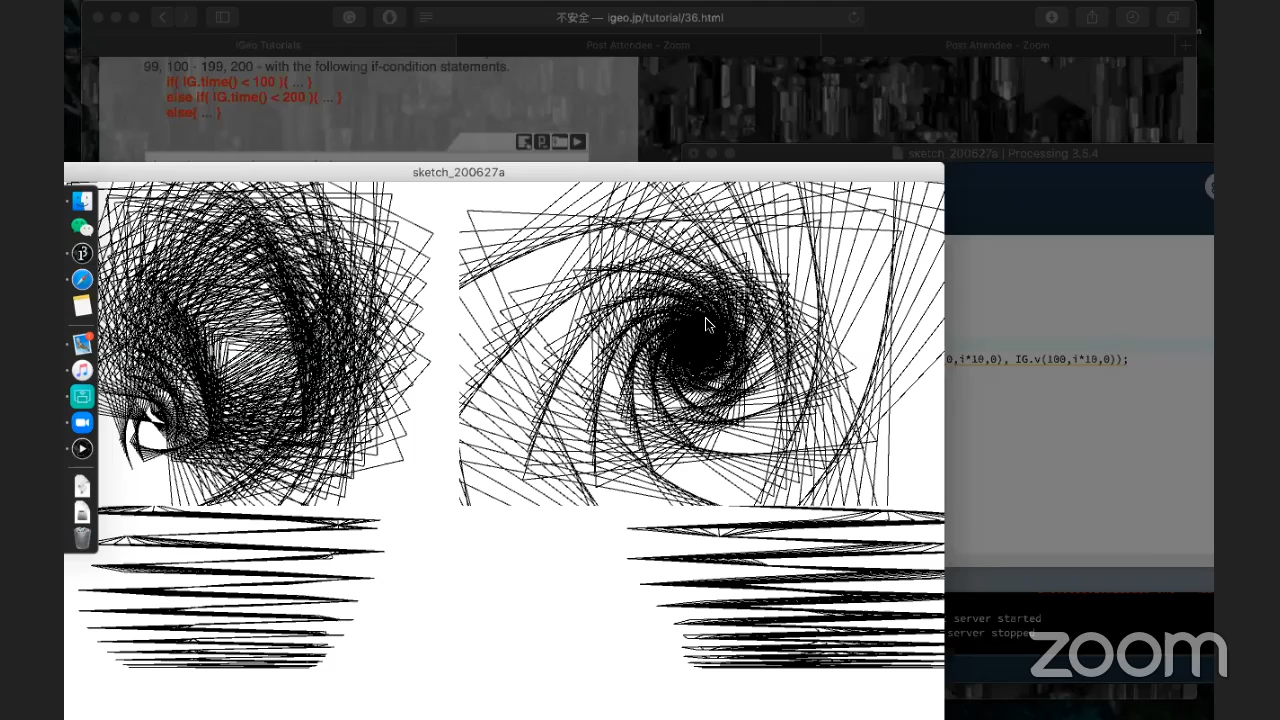 不安全 — igeo.jp/tutorial/36.html
iGeo Tutorials
Post Attendee - Zoom
Post Attendee - Zoom
99, 100 - 199, 200 - with the following if-condition statements.
if( IG.time() < 100 ){ ... }
else if( IG.time() < 200 ){ ... }
else{ ... }
sketch_200627a | Processing 3.5.4
sketch_200627a
0,i*10,0), IG.v(100,i*10,0));
server started
server stopped
zoom